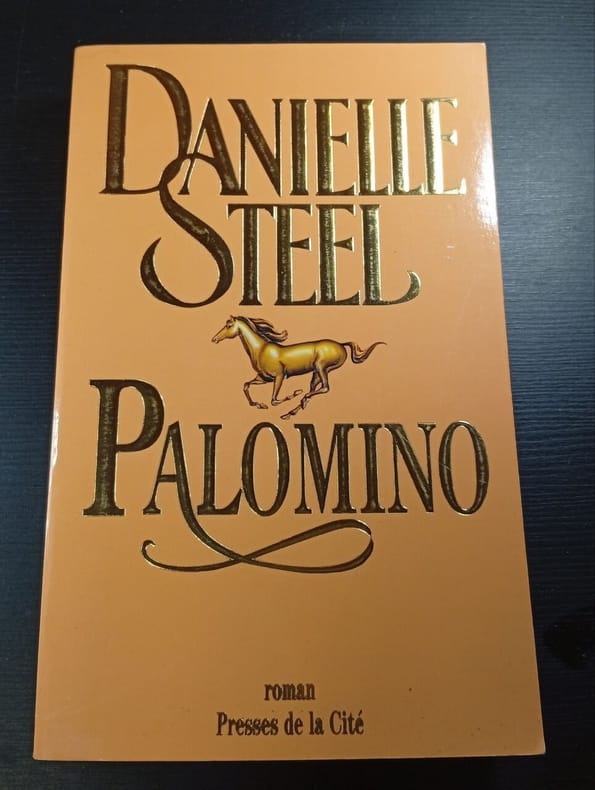 DANIELLE
STEEL
PALOMINO
roman
Presses de la Cité